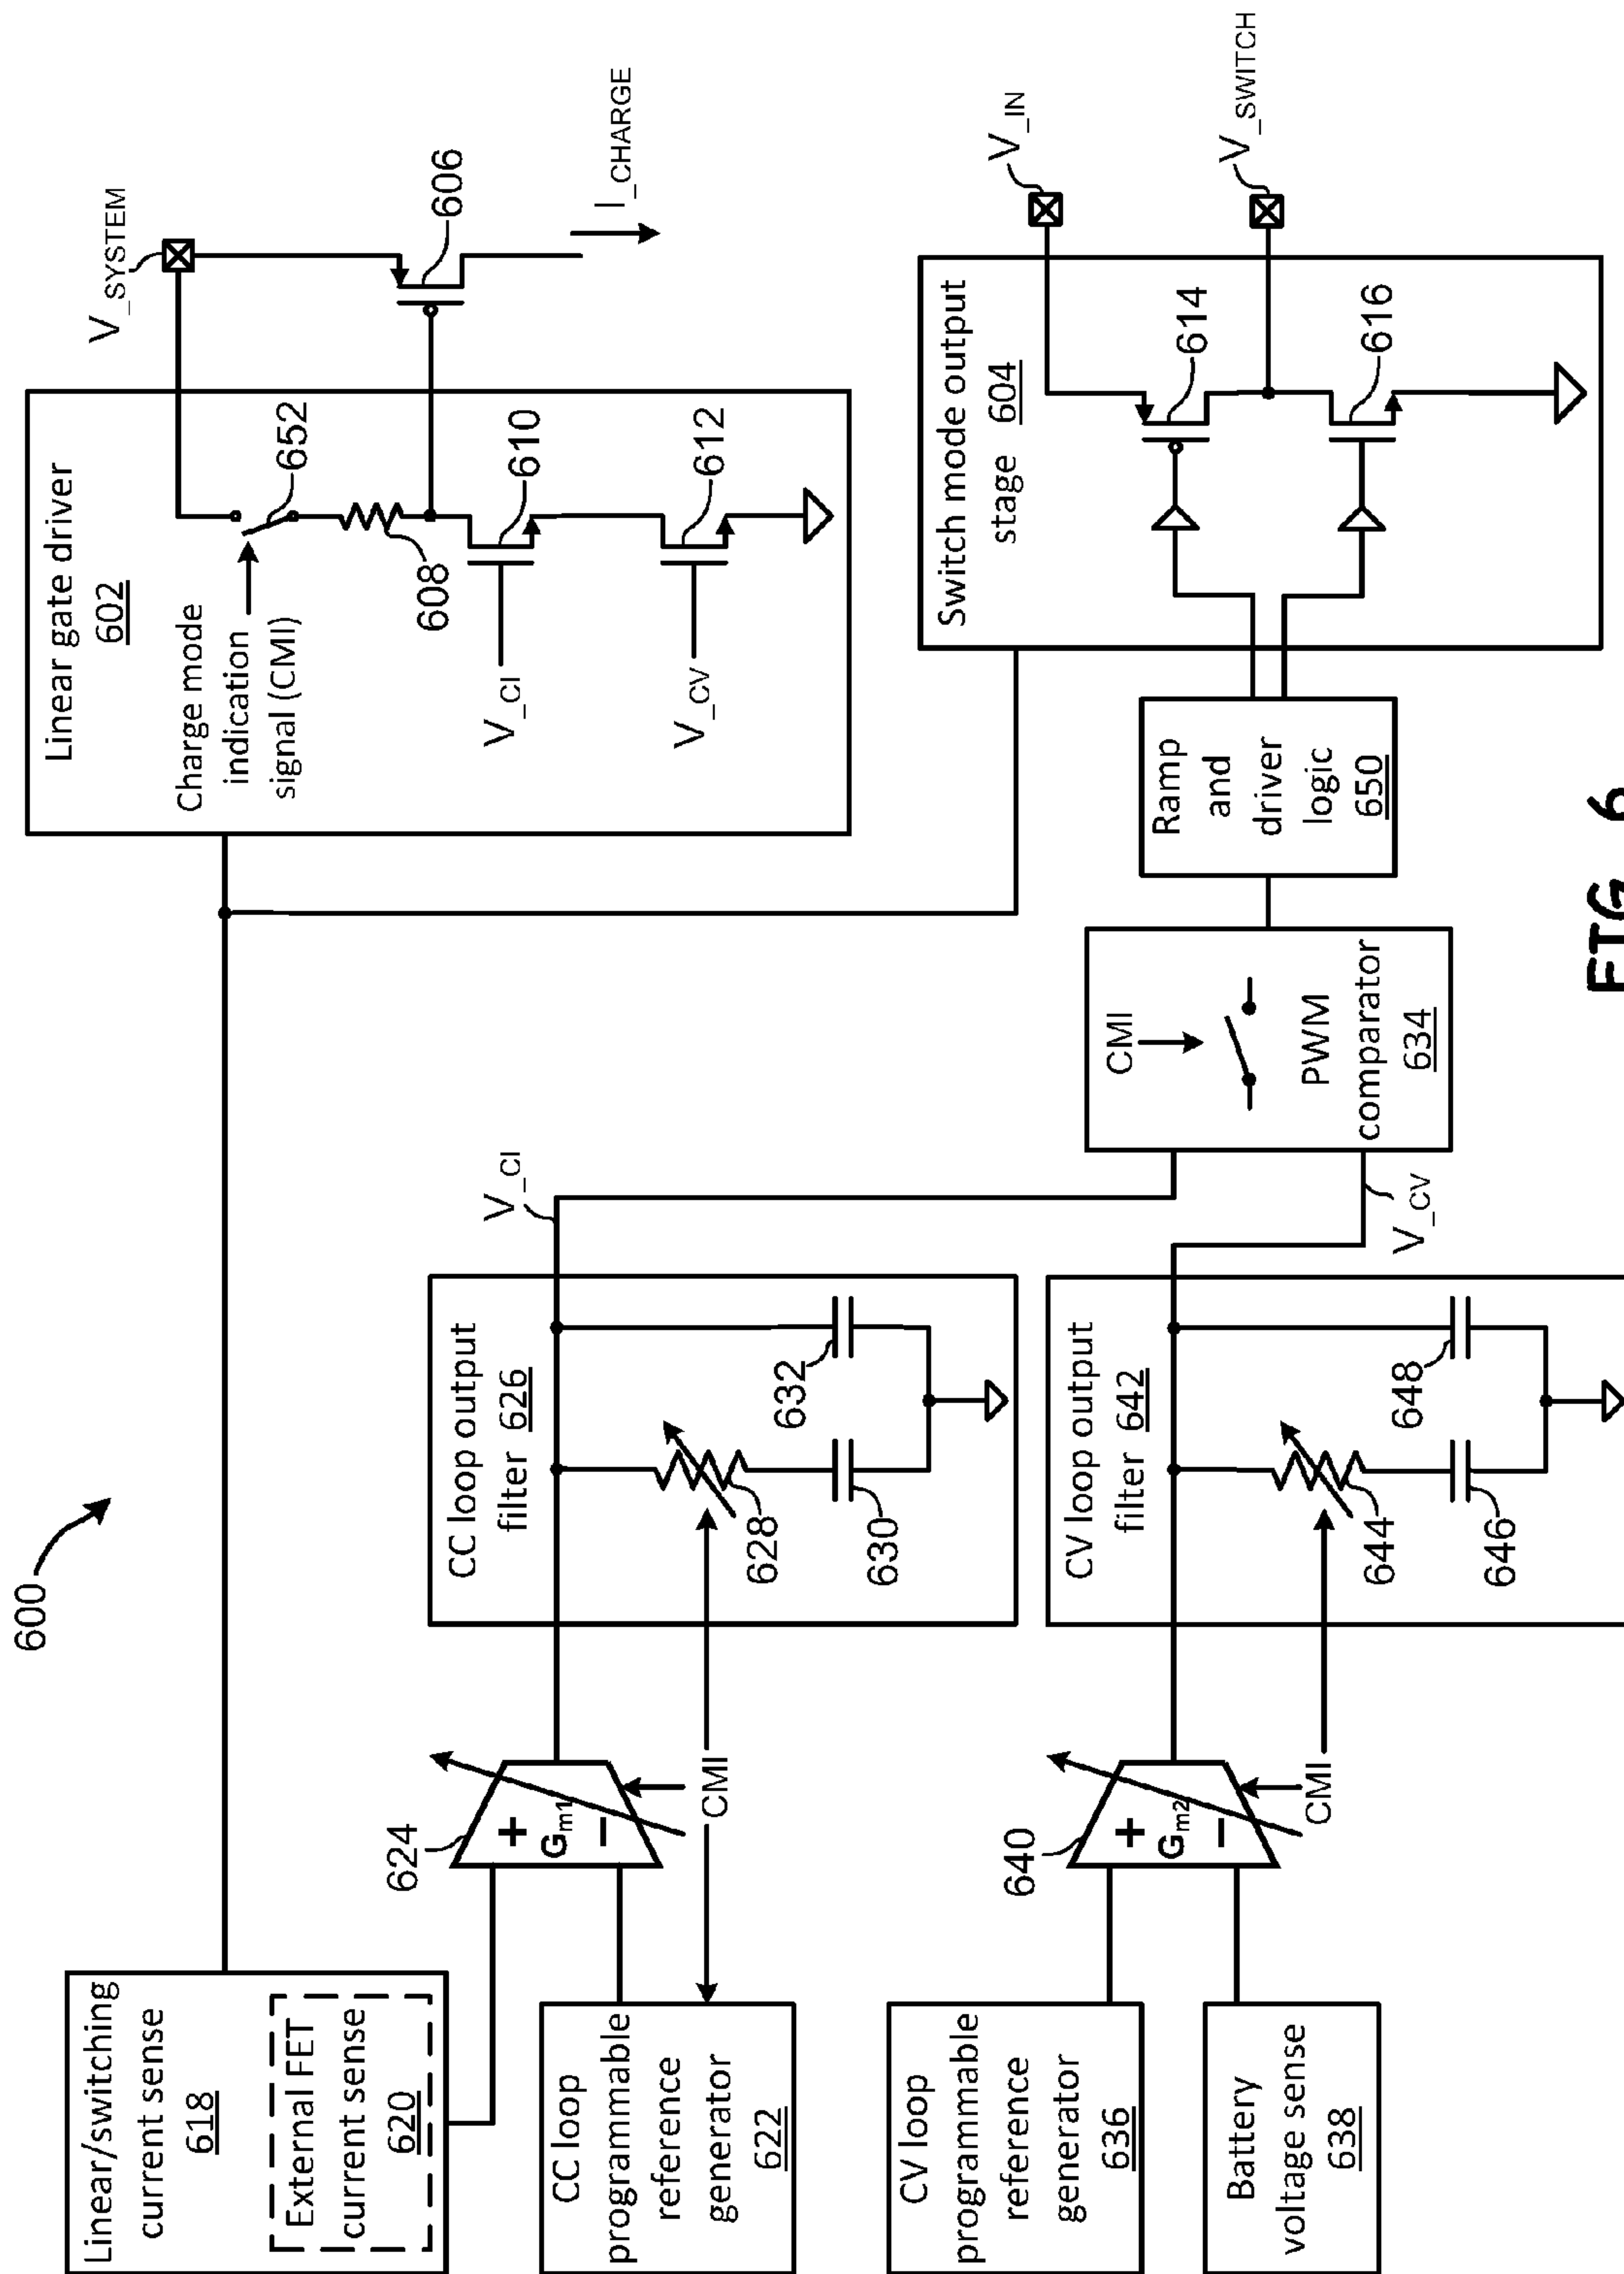 600
Linear/switching
current sense
618
External FET
current sense
620
CC loop
programmable
reference
generator
622
CV loop
programmable
reference
generator
636
Battery
voltage sense
638
624
+
Gm1
−
CMI
640
+
Gm2
−
CMI
CC loop output
filter 626
628
630
632
V_CI
CV loop output
filter 642
644
646
648
V_CV
CMI
PWM
comparator
634
Ramp
and
driver
logic
650
Linear gate driver
602
Charge mode
indication
signal (CMI)
652
608
V_CI
610
V_CV
612
V_SYSTEM
606
I_CHARGE
Switch mode output
stage 604
614
616
V_IN
V_SWITCH
FIG. 6